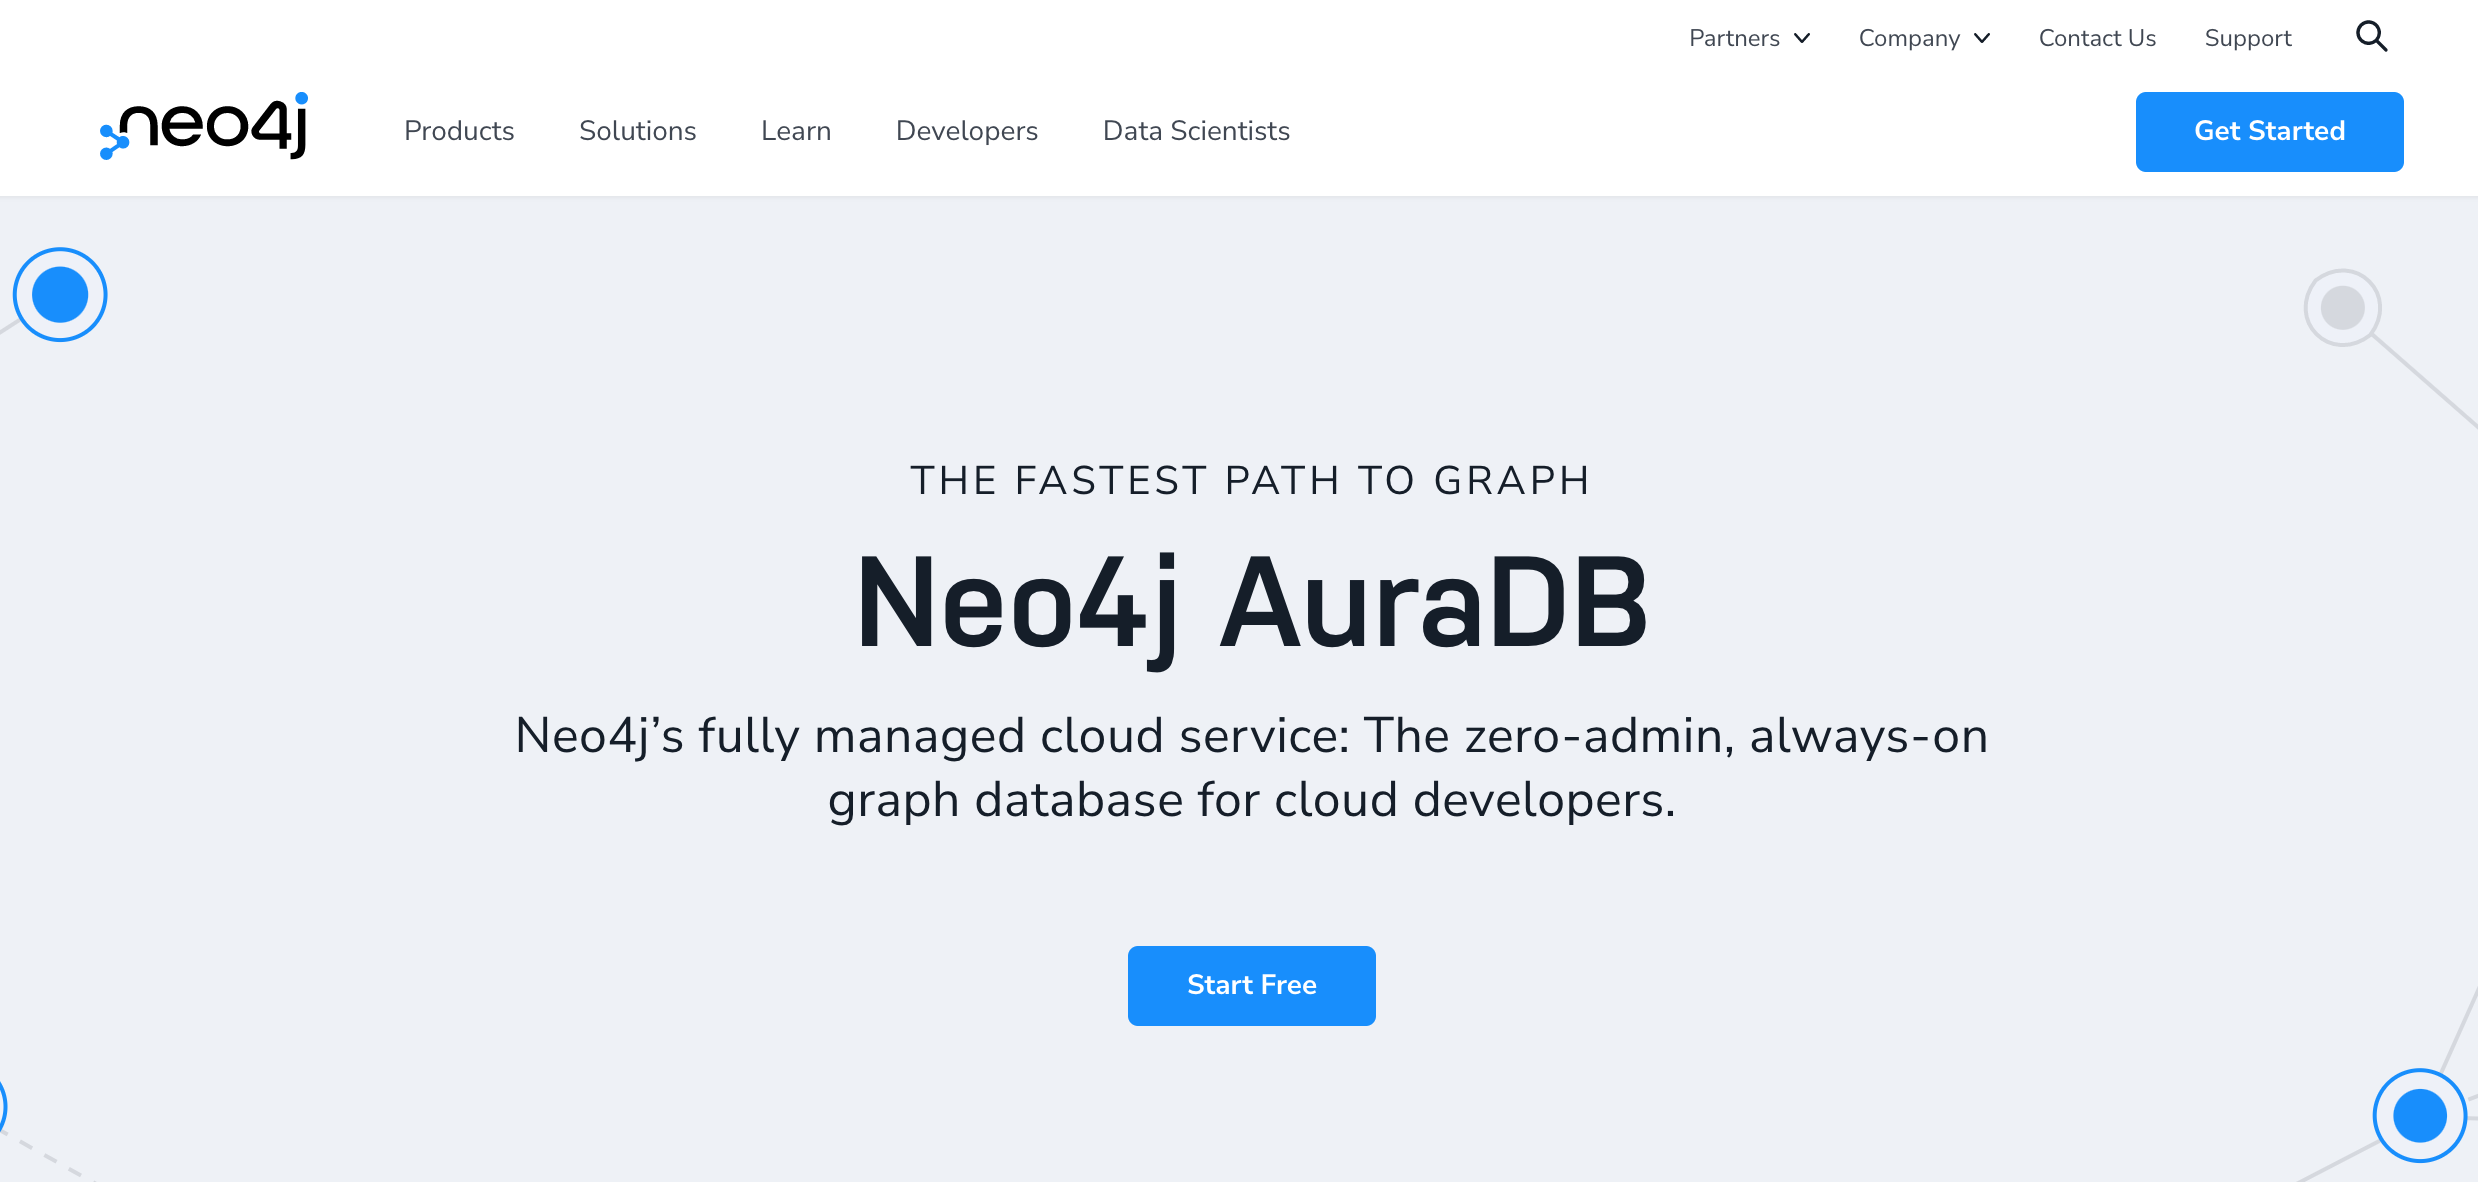 Partners Company Contact Us Support
neo4j Products Solutions Learn Developers Data Scientists Get Started
THE FASTEST PATH TO GRAPH
Neo4j AuraDB
Neo4j’s fully managed cloud service: The zero-admin, always-on
graph database for cloud developers.
Start Free